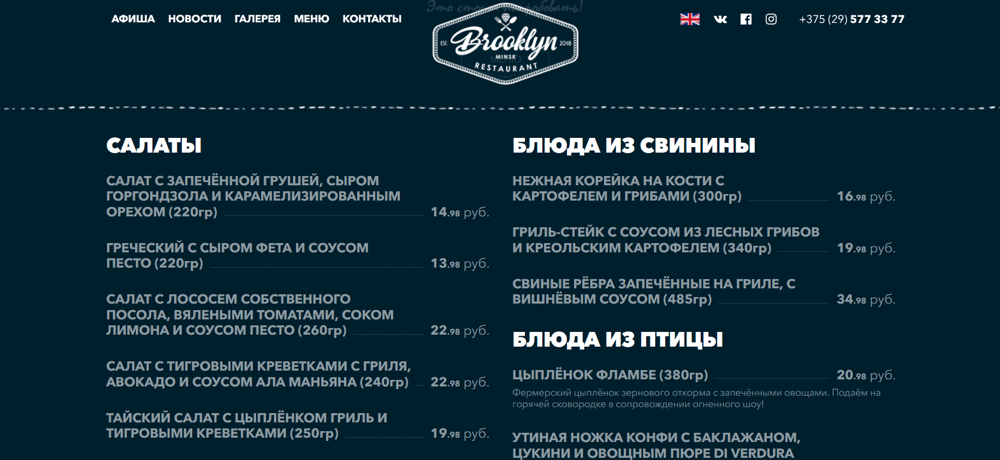 Это стоит попробовать!
АФИША НОВОСТИ ГАЛЕРЕЯ МЕНЮ КОНТАКТЫ
EST. Brooklyn 2018
MINSK
МЕНЮ
RESTAURANT
+375 (29) 577 33 77
САЛАТЫ
САЛАТ С ЗАПЕЧЁННОЙ ГРУШЕЙ, СЫРОМ
ГОРГОНДЗОЛА И КАРАМЕЛИЗИРОВАННЫМ
ОРЕХОМ (220гр) 14.98 руб.
ГРЕЧЕСКИЙ С СЫРОМ ФЕТА И СОУСОМ
ПЕСТО (220гр) 13.98 руб.
САЛАТ С ЛОСОСЕМ СОБСТВЕННОГО
ПОСОЛА, ВЯЛЕНЫМИ ТОМАТАМИ, СОКОМ
ЛИМОНА И СОУСОМ ПЕСТО (260гр) 22.98 руб.
САЛАТ С ТИГРОВЫМИ КРЕВЕТКАМИ С ГРИЛЯ,
АВОКАДО И СОУСОМ АЛА МАНЬЯНА (240гр) 22.98 руб.
ТАЙСКИЙ САЛАТ С ЦЫПЛЁНКОМ ГРИЛЬ И
ТИГРОВЫМИ КРЕВЕТКАМИ (250гр) 19.98 руб.
БЛЮДА ИЗ СВИНИНЫ
НЕЖНАЯ КОРЕЙКА НА КОСТИ С
КАРТОФЕЛЕМ И ГРИБАМИ (300гр) 16.98 руб.
ГРИЛЬ-СТЕЙК С СОУСОМ ИЗ ЛЕСНЫХ ГРИБОВ
И КРЕОЛЬСКИМ КАРТОФЕЛЕМ (340гр) 19.98 руб.
СВИНЫЕ РЁБРА ЗАПЕЧЁННЫЕ НА ГРИЛЕ, С
ВИШНЁВЫМ СОУСОМ (485гр) 34.98 руб.
БЛЮДА ИЗ ПТИЦЫ
ЦЫПЛЁНОК ФЛАМБЕ (380гр) 20.98 руб.
Фермерский цыплёнок зернового откорма с запечёнными овощами. Подаём на
горячей сковородке в сопровождении огненного шоу!
УТИНАЯ НОЖКА КОНФИ С БАКЛАЖАНОМ,
ЦУКИНИ И ОВОЩНЫМ ПЮРЕ DI VERDURA